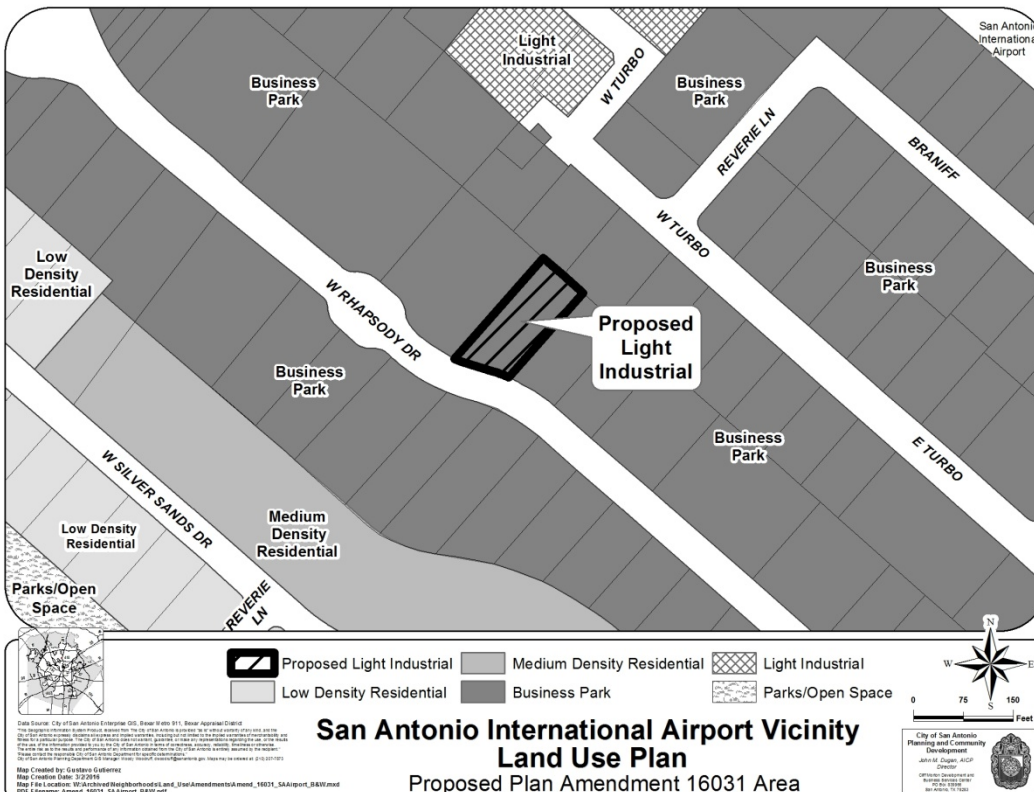 San Antonio
International
Airport
Light
Industrial
W TURBO
Business
Park
Business
Park
REVERIE LN
BRANIFF
W TURBO
Low
Density
Residential
Business
Park
W RHAPSODY DR
Proposed
Light
Industrial
Business
Park
Business
Park
E TURBO
W SILVER SANDS DR
Low Density
Residential
Medium
Density
Residential
Parks/Open
Space
REVERIE
LN
Proposed Light Industrial
Medium Density Residential
Light Industrial
Low Density Residential
Business Park
Parks/Open Space
N
W
E
S
0 75 150
Feet
Data Source: City of San Antonio Enterprise GIS, Bexar Metro 911, Bexar Appraisal District
Map Created by: Gustavo Gutierrez
Map Creation Date: 3/2/2016
San Antonio International Airport Vicinity
Land Use Plan
Proposed Plan Amendment 16031 Area
City of San Antonio
Planning and Community
Development
John M. Dugan, AICP
Director